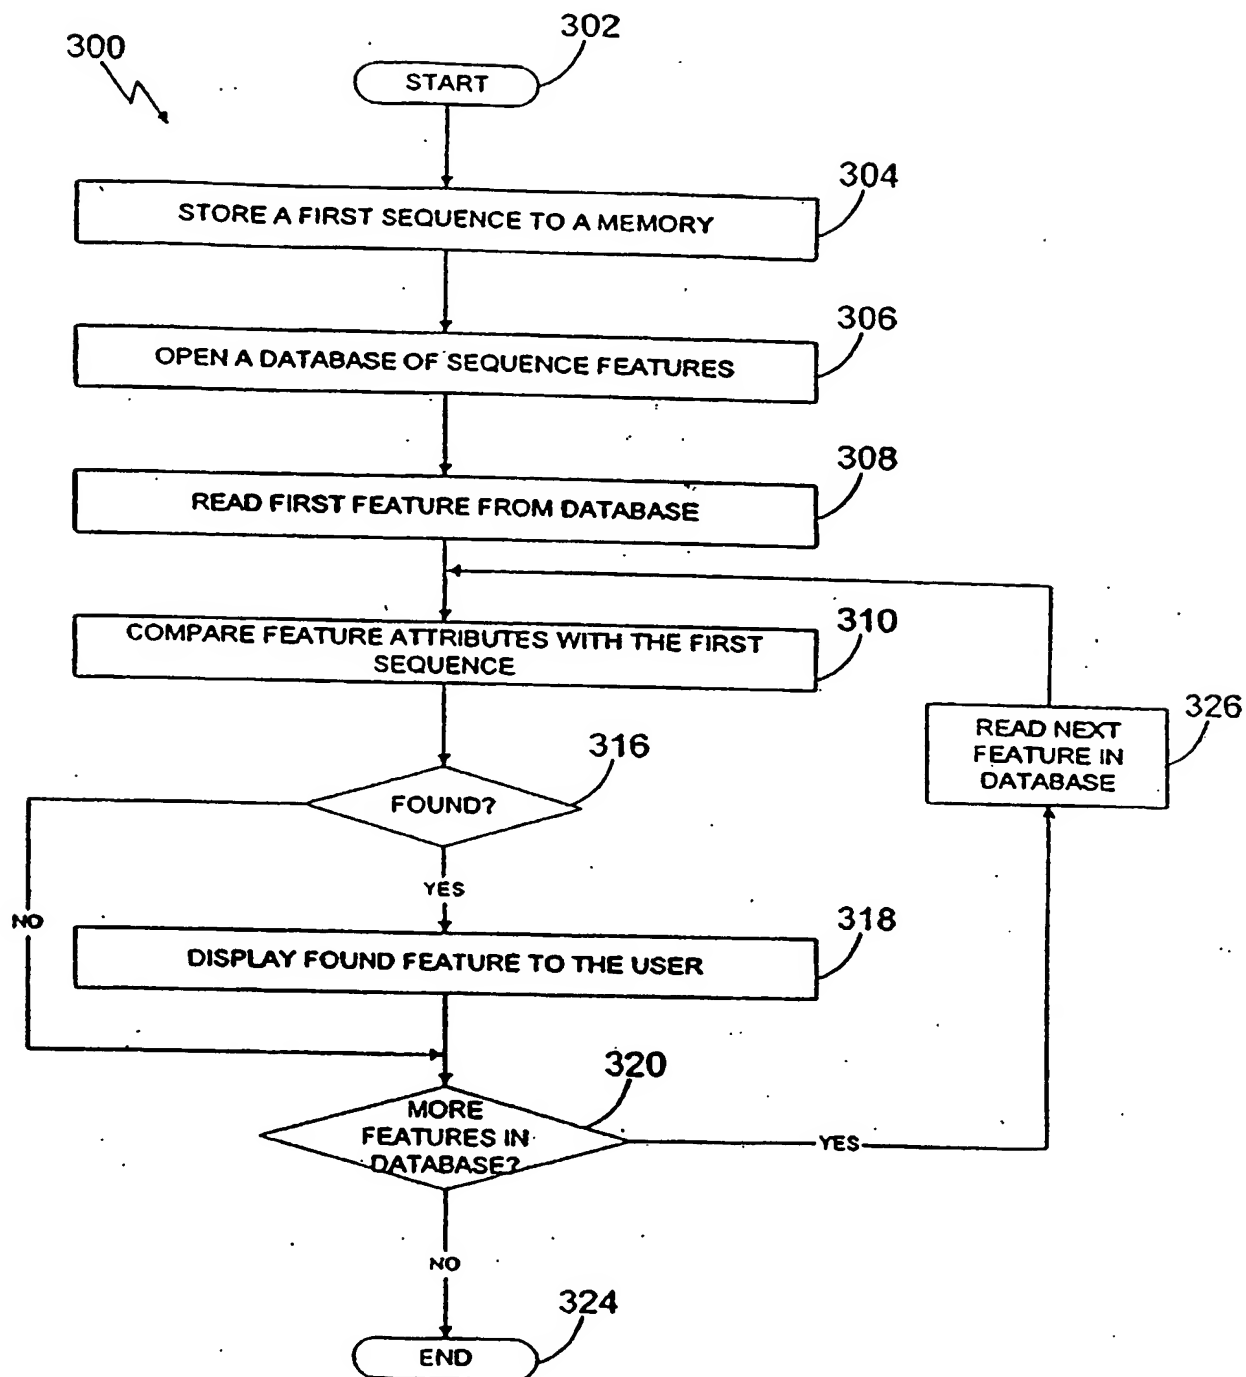 300
302
START
304
STORE A FIRST SEQUENCE TO A MEMORY
306
OPEN A DATABASE OF SEQUENCE FEATURES
308
READ FIRST FEATURE FROM DATABASE
310
COMPARE FEATURE ATTRIBUTES WITH THE FIRST
SEQUENCE
326
READ NEXT
FEATURE IN
DATABASE
316
FOUND?
YES
NO
318
DISPLAY FOUND FEATURE TO THE USER
320
MORE
FEATURES IN
DATABASE?
YES
NO
324
END